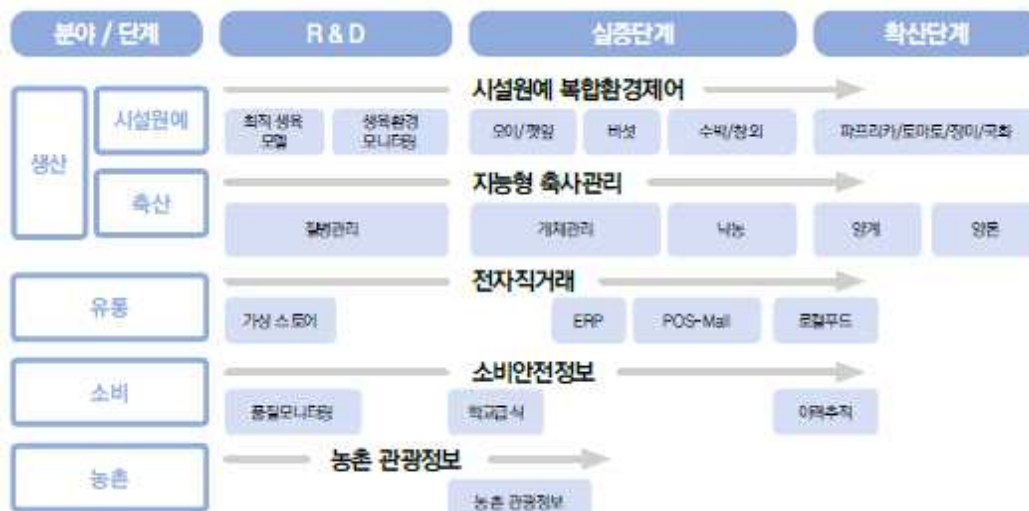 분야 / 단계
R & D
실증단계
확산단계
생산
시설원예
시설원예 복합환경제어
최적 생육
모델
생육환경
모니터링
오이/깻잎
버섯
수박/참외
파프리카/토마토/장미/국화
축산
지능형 축사관리
질병관리
개체관리
낙농
양계
양돈
유통
전자직거래
가상 스토어
ERP
POS-Mall
로컬푸드
소비
소비안전정보
품질모니터링
학교급식
이력추적
농촌
농촌 관광정보
농촌 관광정보